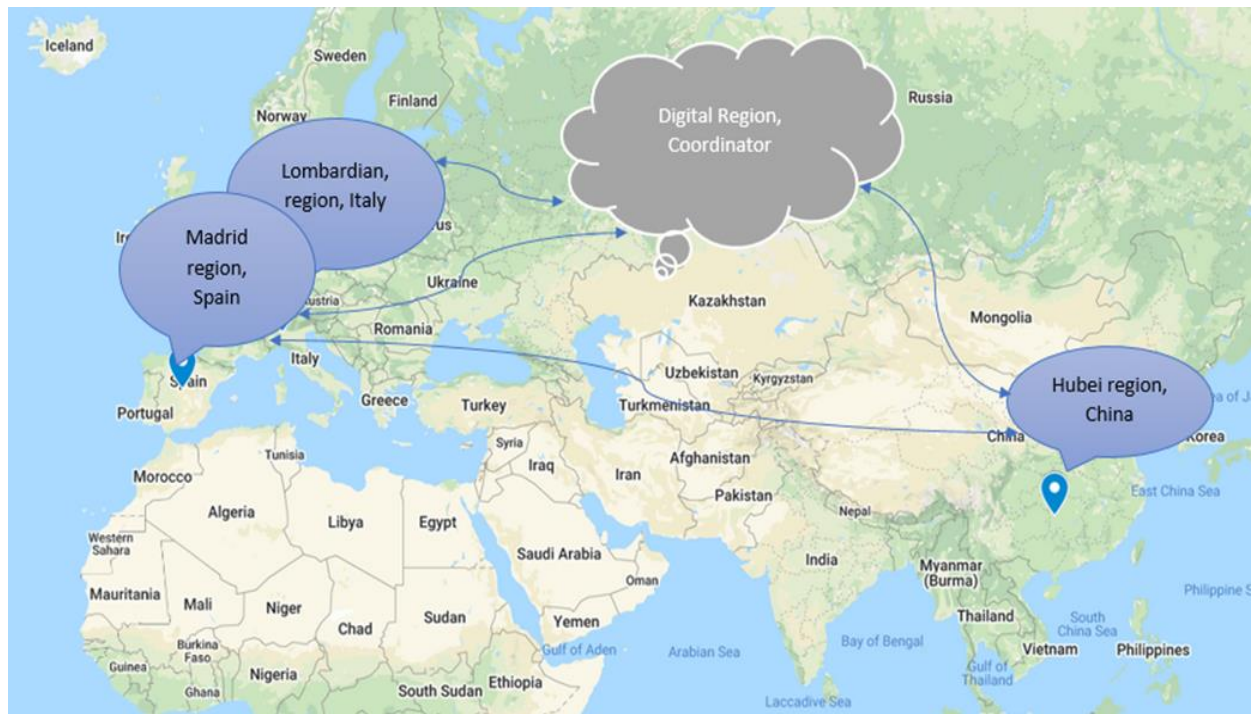 Iceland
Sweden
Finland
Norway
Russia
Digital Region,
Coordinator
Lombardian,
region, Italy
Madrid
region,
Spain
Ukraine
Kazakhstan
Mongolia
Romania
Italy
Spain
Portugal
Greece
Turkey
Uzbekistan
Kyrgyzstan
Turkmenistan
Hubei region,
China
China
Korea
Syria
Iraq
Iran
Afghanistan
Pakistan
Nepal
East China Sea
Tunisia
Morocco
Algeria
Libya
Egypt
Western
Sahara
Saudi Arabia
Oman
Yemen
India
Myanmar
(Burma)
Mauritania
Mali
Niger
Chad
Sudan
Burkina
Faso
Gulf of Aden
Arabian Sea
Bay of Bengal
Thailand
South
China Sea
Vietnam
Philippines
Philippine S
Guinea
Ghana
Nigeria
South Sudan
Ethiopia
Laccadive Sea
Gulf of
Thailand